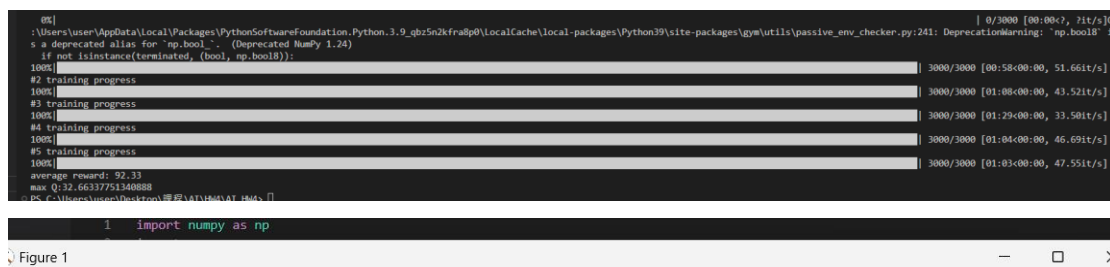 0%| | 0/3000 [00:00<?, ?it/s]
:\Users\user\AppData\Local\Packages\PythonSoftwareFoundation.Python.3.9_qbz5n2kfra8p0\LocalCache\local-packages\Python39\site-packages\gym\utils\passive_env_checker.py:241: DeprecationWarning: `np.bool8` i
s a deprecated alias for `np.bool_`. (Deprecated NumPy 1.24)
if not isinstance(terminated, (bool, np.bool8)):
100%| | 3000/3000 [00:58<00:00, 51.66it/s]
#2 training progress
100%| | 3000/3000 [01:08<00:00, 43.52it/s]
#3 training progress
100%| | 3000/3000 [01:29<00:00, 33.50it/s]
#4 training progress
100%| | 3000/3000 [01:04<00:00, 46.69it/s]
#5 training progress
100%| | 3000/3000 [01:03<00:00, 47.55it/s]
average reward: 92.33
max Q:32.66337751340888
PS C:\Users\user\Desktop\課程\AI\HW4\AI_HW4>
1 import numpy as np
Figure 1